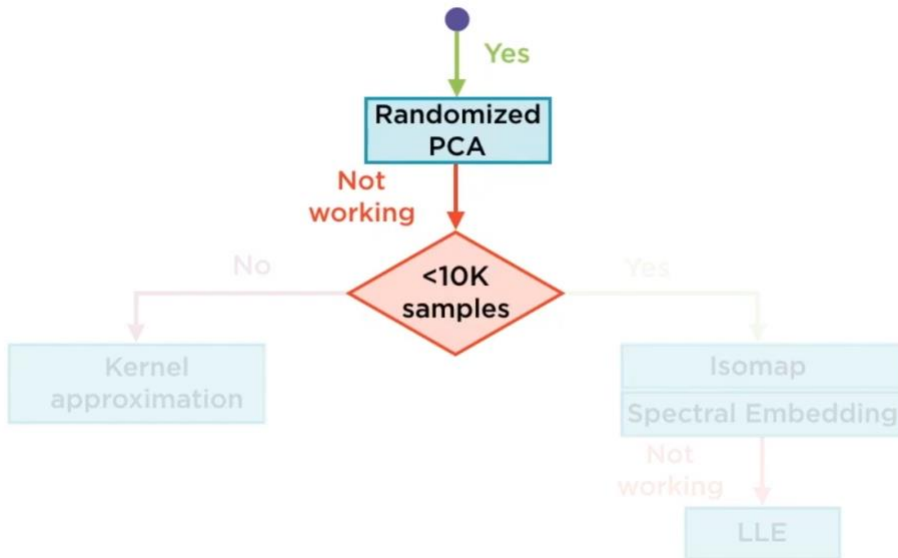 Yes
Randomized
PCA
Not
working
<10K
samples
No
Yes
Kernel
approximation
Isomap
Spectral Embedding
Not
working
LLE